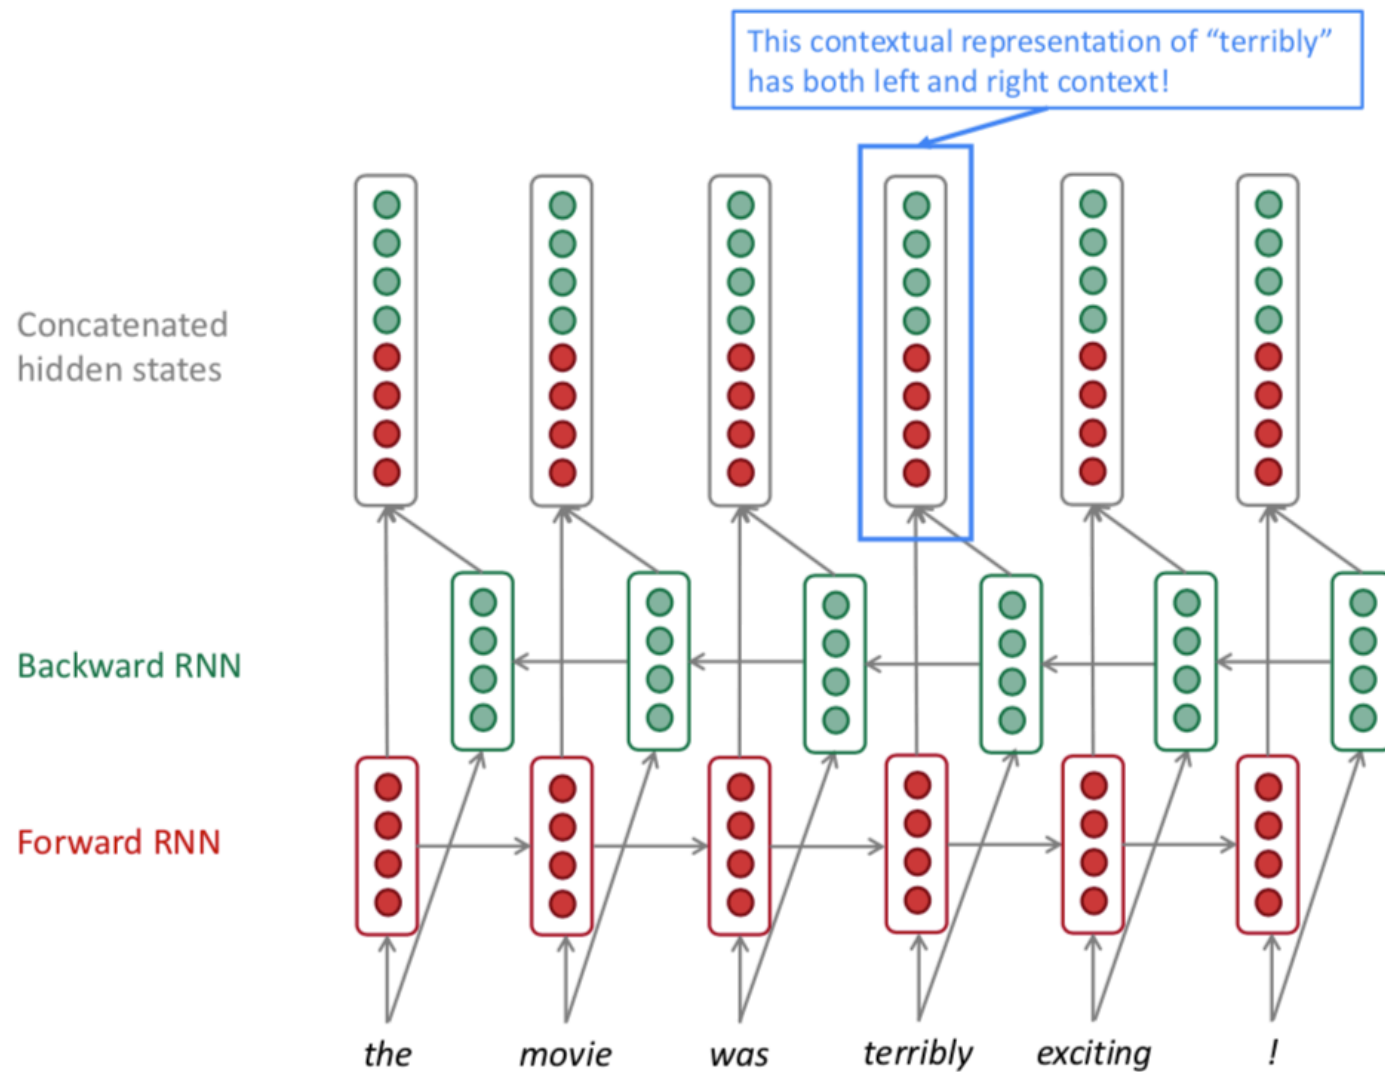 This contextual representation of “terribly”
has both left and right context!
Concatenated
hidden states
Backward RNN
Forward RNN
the movie was terribly exciting !